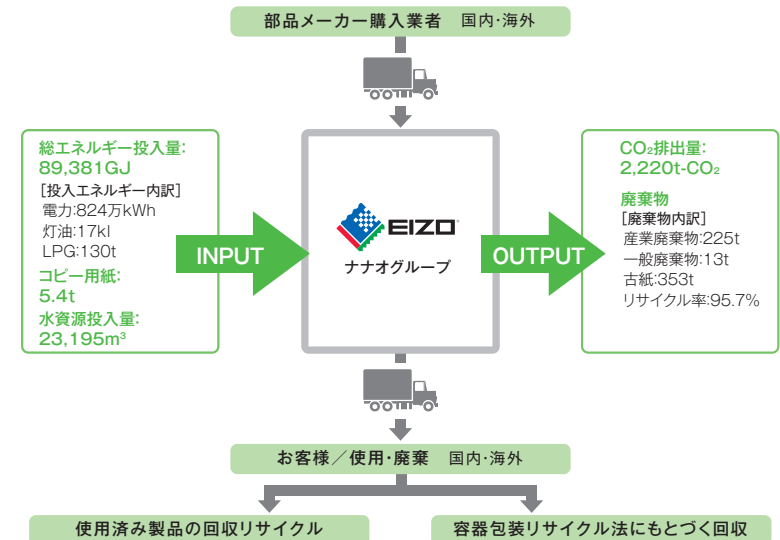 部品メーカー購入業者 国内・海外
総エネルギー投入量:
89,381GJ
[投入エネルギー内訳]
電力:824万kWh
灯油:17kl
LPG:130t
コピー用紙:
5.4t
水資源投入量:
23,195m³
INPUT
EIZO
ナナオグループ
OUTPUT
CO₂排出量:
2,220t-CO₂
廃棄物
[廃棄物内訳]
産業廃棄物:225t
一般廃棄物:13t
古紙:353t
リサイクル率:95.7%
お客様／使用・廃棄 国内・海外
使用済み製品の回収リサイクル
容器包装リサイクル法にもとづく回収